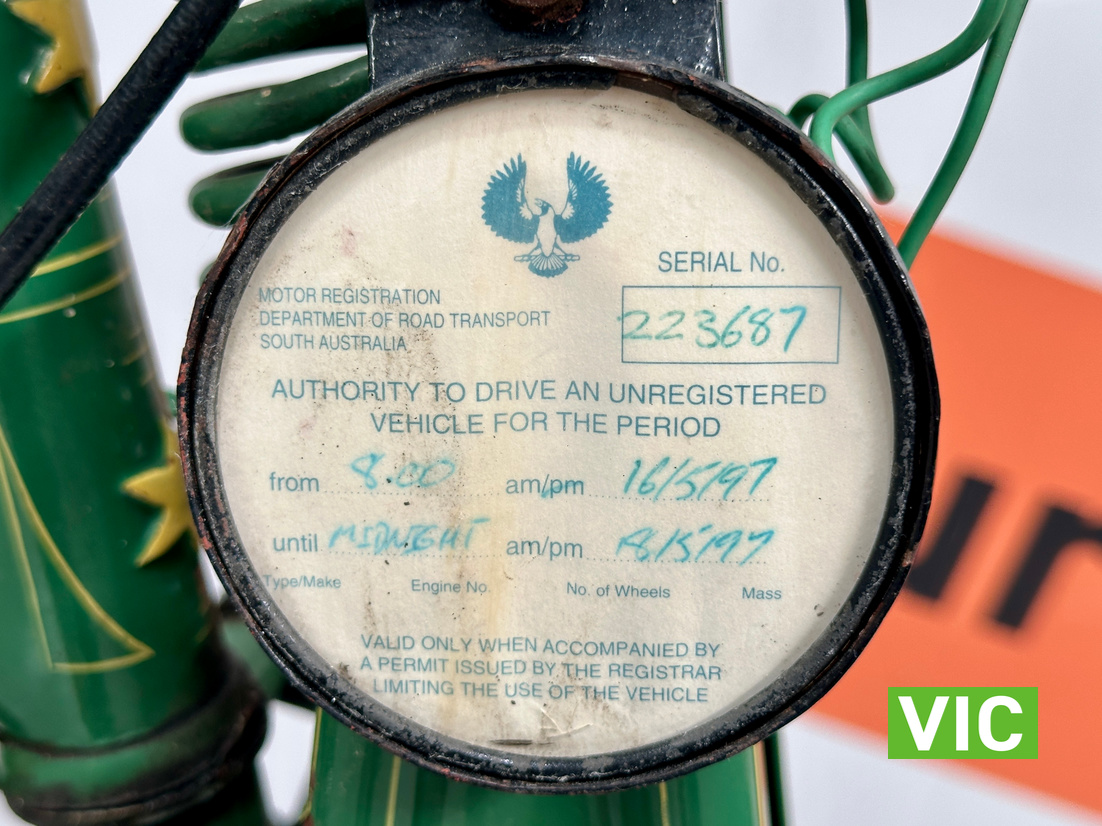 SERIAL No.
MOTOR REGISTRATION
DEPARTMENT OF ROAD TRANSPORT
SOUTH AUSTRALIA
223687
AUTHORITY TO DRIVE AN UNREGISTERED
VEHICLE FOR THE PERIOD
from 8.00 am/pm 16/5/97
until MIDNIGHT am/pm 18/5/97
Type/Make Engine No. No. of Wheels Mass
VALID ONLY WHEN ACCOMPANIED BY
A PERMIT ISSUED BY THE REGISTRAR
LIMITING THE USE OF THE VEHICLE
VIC